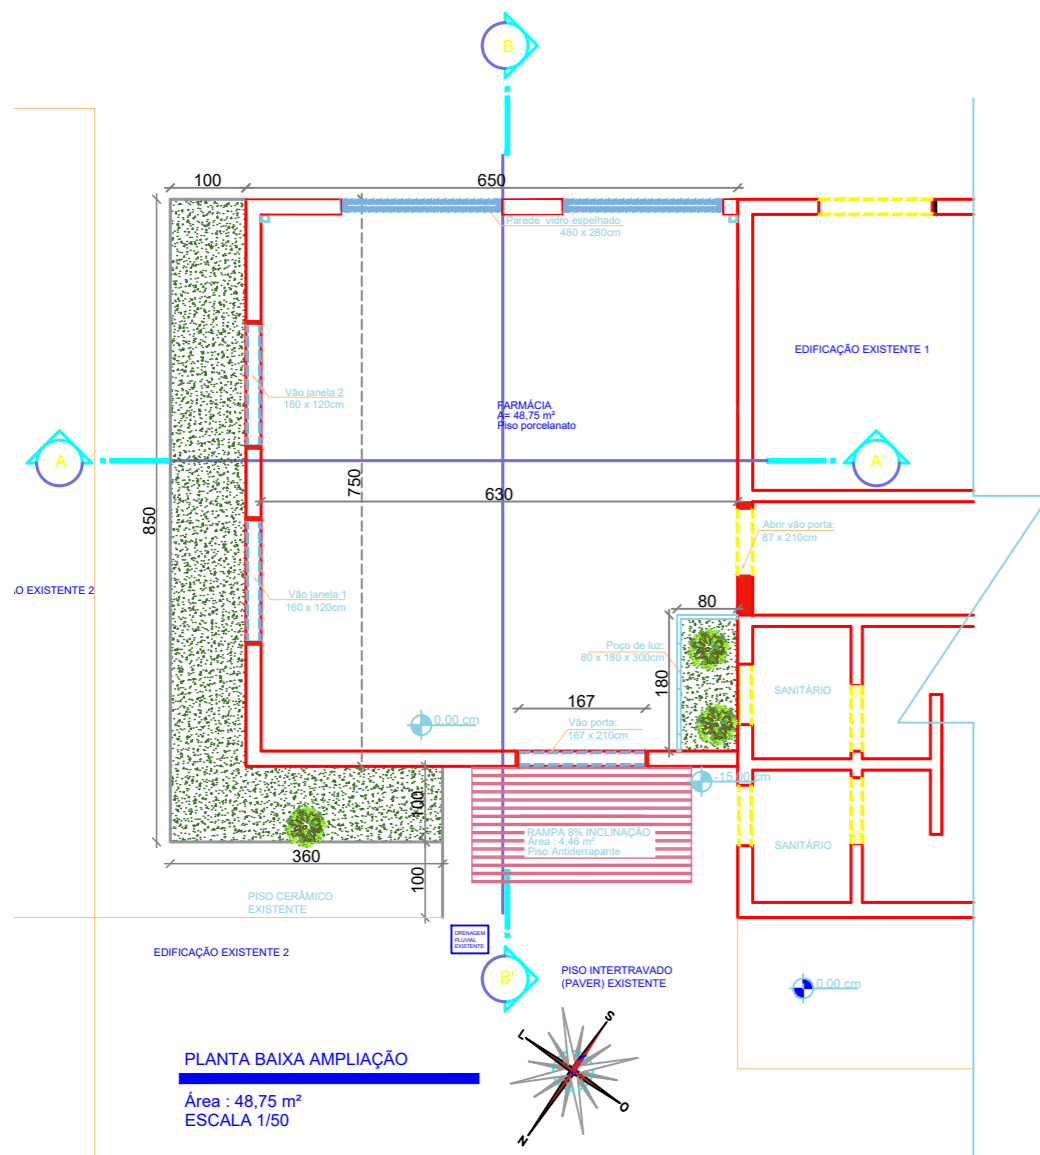 B
100
650
Parede vidro espelhado
480 x 280cm
EDIFICAÇÃO EXISTENTE 1
Vão janela 2
160 x 120cm
FARMÁCIA
A= 48,75 m²
Piso porcelanato
A
A'
750
630
850
Abrir vão porta:
87 x 210cm
ÃO EXISTENTE 2
Vão janela 1
160 x 120cm
80
Poço de luz:
80 x 180 x 300cm
180
SANITÁRIO
167
Vão porta:
167 x 210cm
0.00 cm
-15.00 cm
100
RAMPA 8% INCLINAÇÃO
Área : 4,46 m²
Piso Antiderrapante
SANITÁRIO
360
100
PISO CERÂMICO
EXISTENTE
DRENAGEM
PLUVIAL
EXISTENTE
EDIFICAÇÃO EXISTENTE 2
B'
PISO INTERTRAVADO
(PAVER) EXISTENTE
0.00 cm
S
L
O
N
PLANTA BAIXA AMPLIAÇÃO
Área : 48,75 m²
ESCALA 1/50